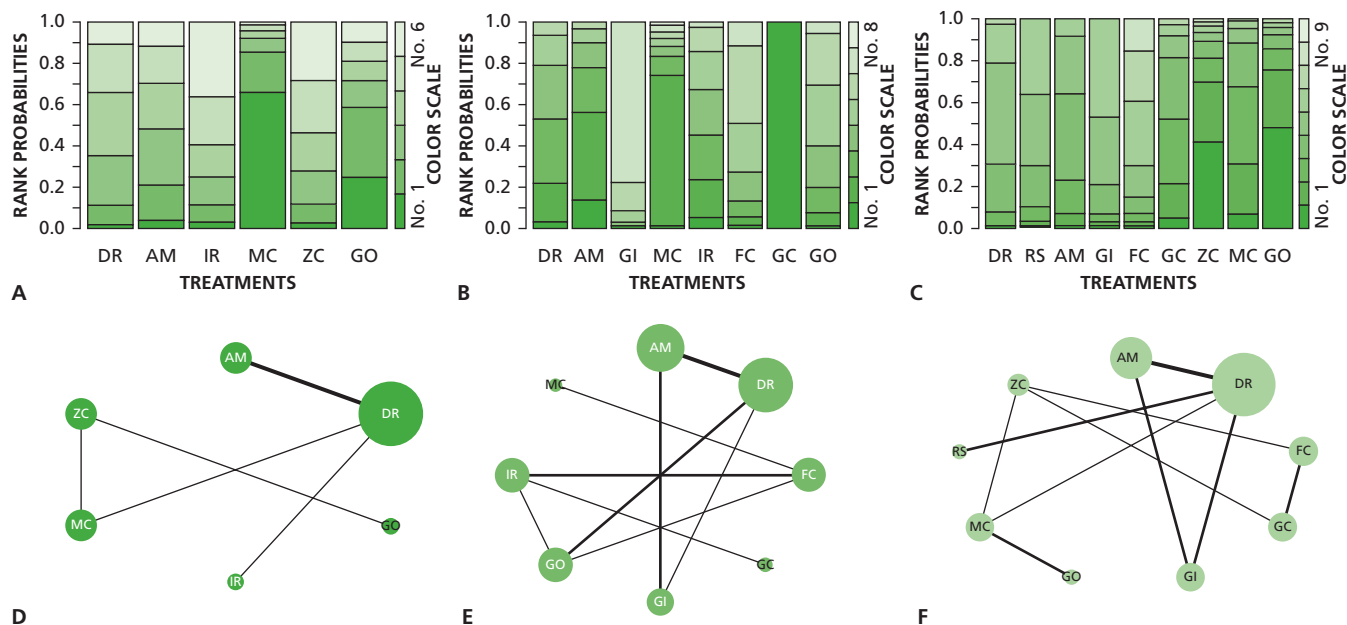 RANK PROBABILITIES
1.0
0.8
0.6
0.4
0.2
0.0
DR AM IR MC ZC GO
TREATMENTS
No. 1 No. 6
COLOR SCALE
A
RANK PROBABILITIES
1.0
0.8
0.6
0.4
0.2
0.0
DR AM GI MC IR FC GC GO
TREATMENTS
No. 1 No. 8
COLOR SCALE
B
RANK PROBABILITIES
1.0
0.8
0.6
0.4
0.2
0.0
DR RS AM GI FC GC ZC MC GO
TREATMENTS
No. 1 No. 9
COLOR SCALE
C
AM
ZC
DR
MC
GO
IR
D
AM
MC
DR
IR
FC
GO
GC
GI
E
AM
ZC
DR
RS
FC
MC
GC
GO
GI
F